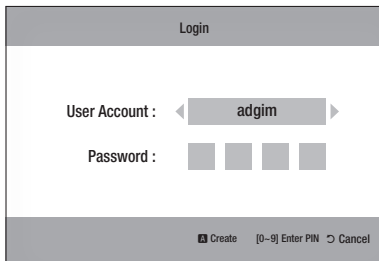 Login
User Account : adgim
Password :
A Create [0~9] Enter PIN Cancel